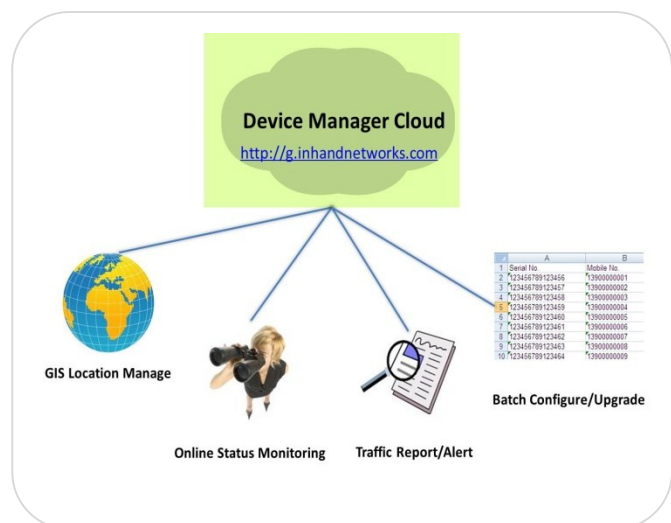 Device Manager Cloud
http://g.inhandnetworks.com
A B
1 Serial No. Mobile No.
2 123456789123456 13900000001
3 123456789123457 13900000002
4 123456789123458 13900000003
5 123456789123459 13900000004
6 123456789123460 13900000005
7 123456789123461 13900000006
8 123456789123462 13900000007
9 123456789123463 13900000008
10 123456789123464 13900000009
GIS Location Manage
Batch Configure/Upgrade
Online Status Monitoring
Traffic Report/Alert